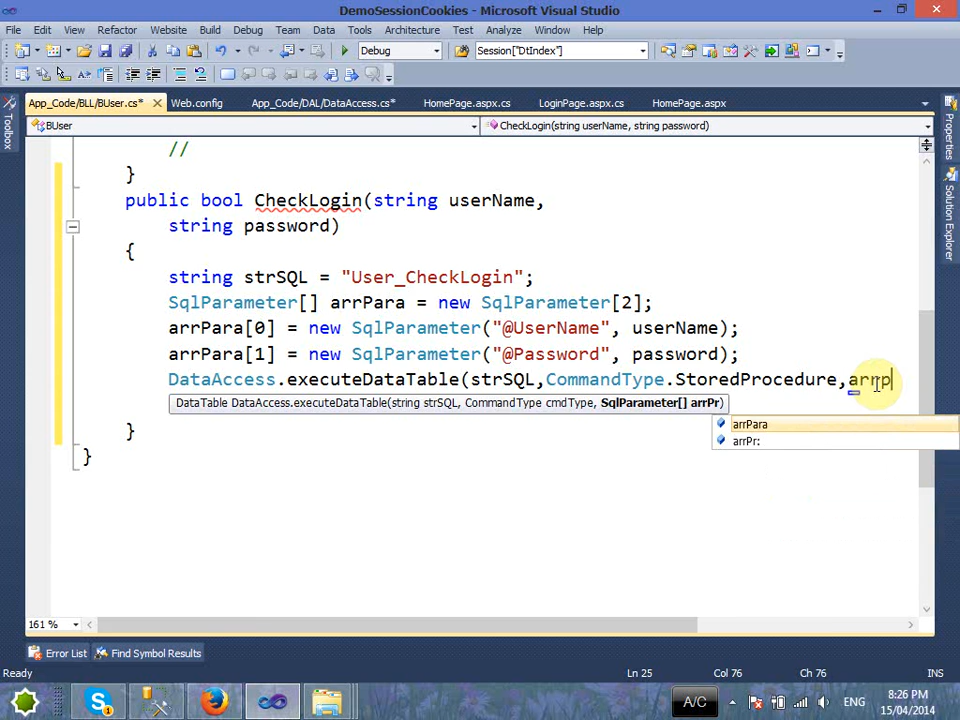 DemoSessionCookies - Microsoft Visual Studio
File Edit View Refactor Website Build Debug Team Data Tools Architecture Test Analyze Window Help
Debug Session["DtIndex"]
App_Code/BLL/BUser.cs* Web.config App_Code/DAL/DataAccess.cs* HomePage.aspx.cs LoginPage.aspx.cs HomePage.aspx
BUser CheckLogin(string userName, string password)
Toolbox
Properties
Solution Explorer
//
}
public bool CheckLogin(string userName,
string password)
{
string strSQL = "User_CheckLogin";
SqlParameter[] arrPara = new SqlParameter[2];
arrPara[0] = new SqlParameter("@UserName", userName);
arrPara[1] = new SqlParameter("@Password", password);
DataAccess.executeDataTable(strSQL,CommandType.StoredProcedure,arrp
DataTable DataAccess.executeDataTable(string strSQL, CommandType cmdType, SqlParameter[] arrPr)
arrPara
arrPr:
}
}
161 %
Error List Find Symbol Results
Ready Ln 25 Col 76 Ch 76 INS
A/C ENG 8:26 PM
15/04/2014